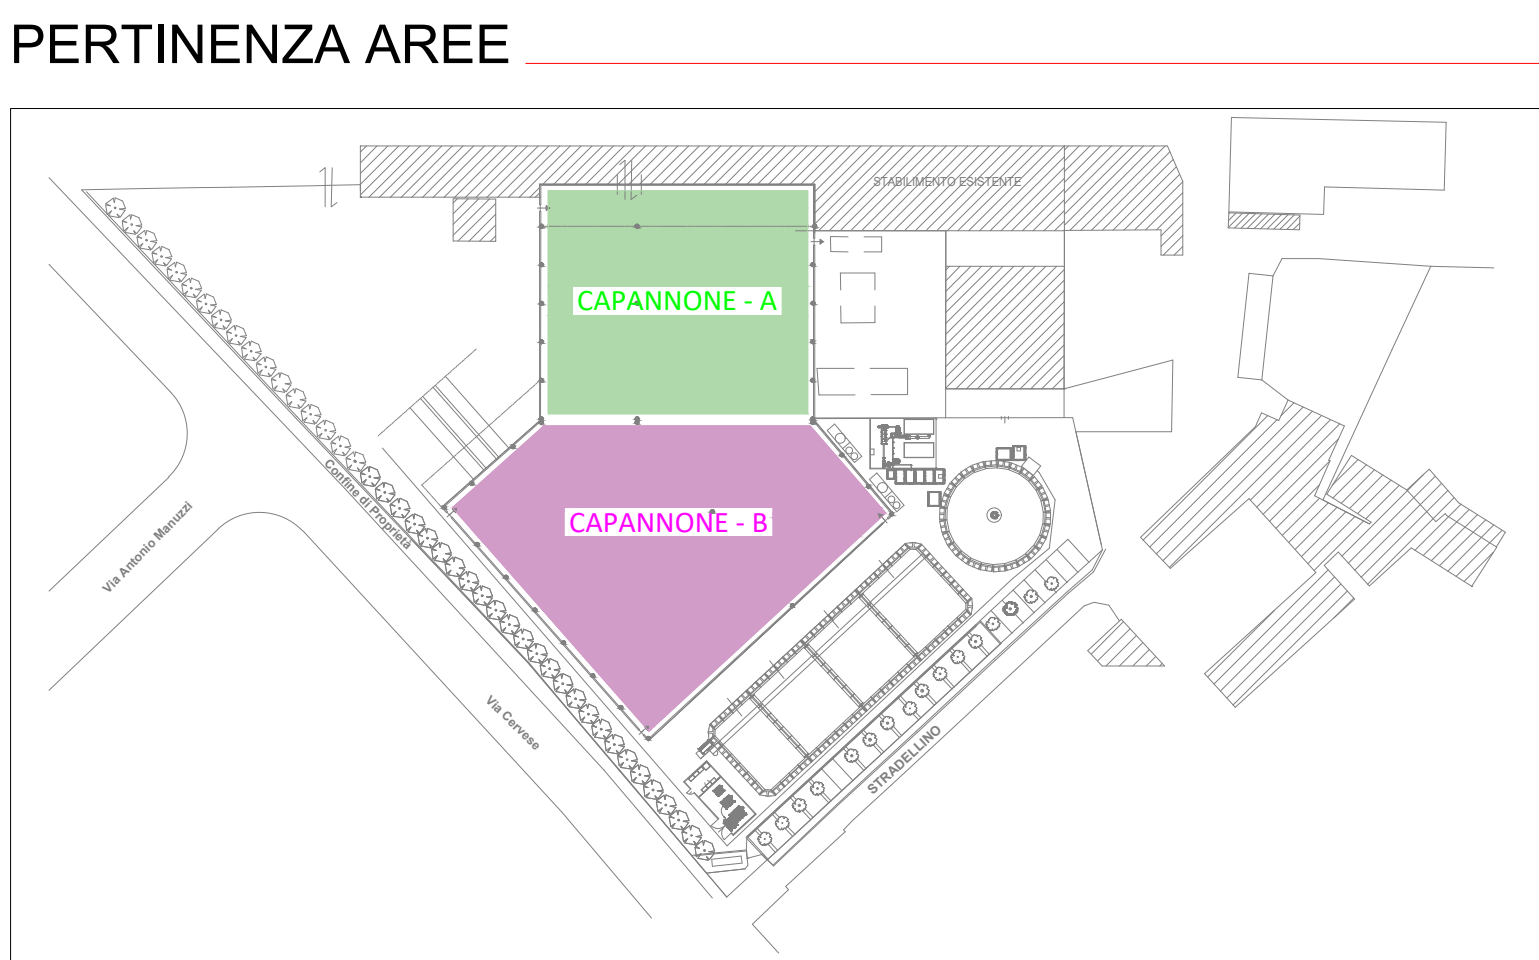 PERTINENZA AREE
STABILIMENTO ESISTENTE
CAPANNONE - A
CAPANNONE - B
Confine di Proprietà
Via Antonio Manuzzi
Via Cervese
STRADELLINO